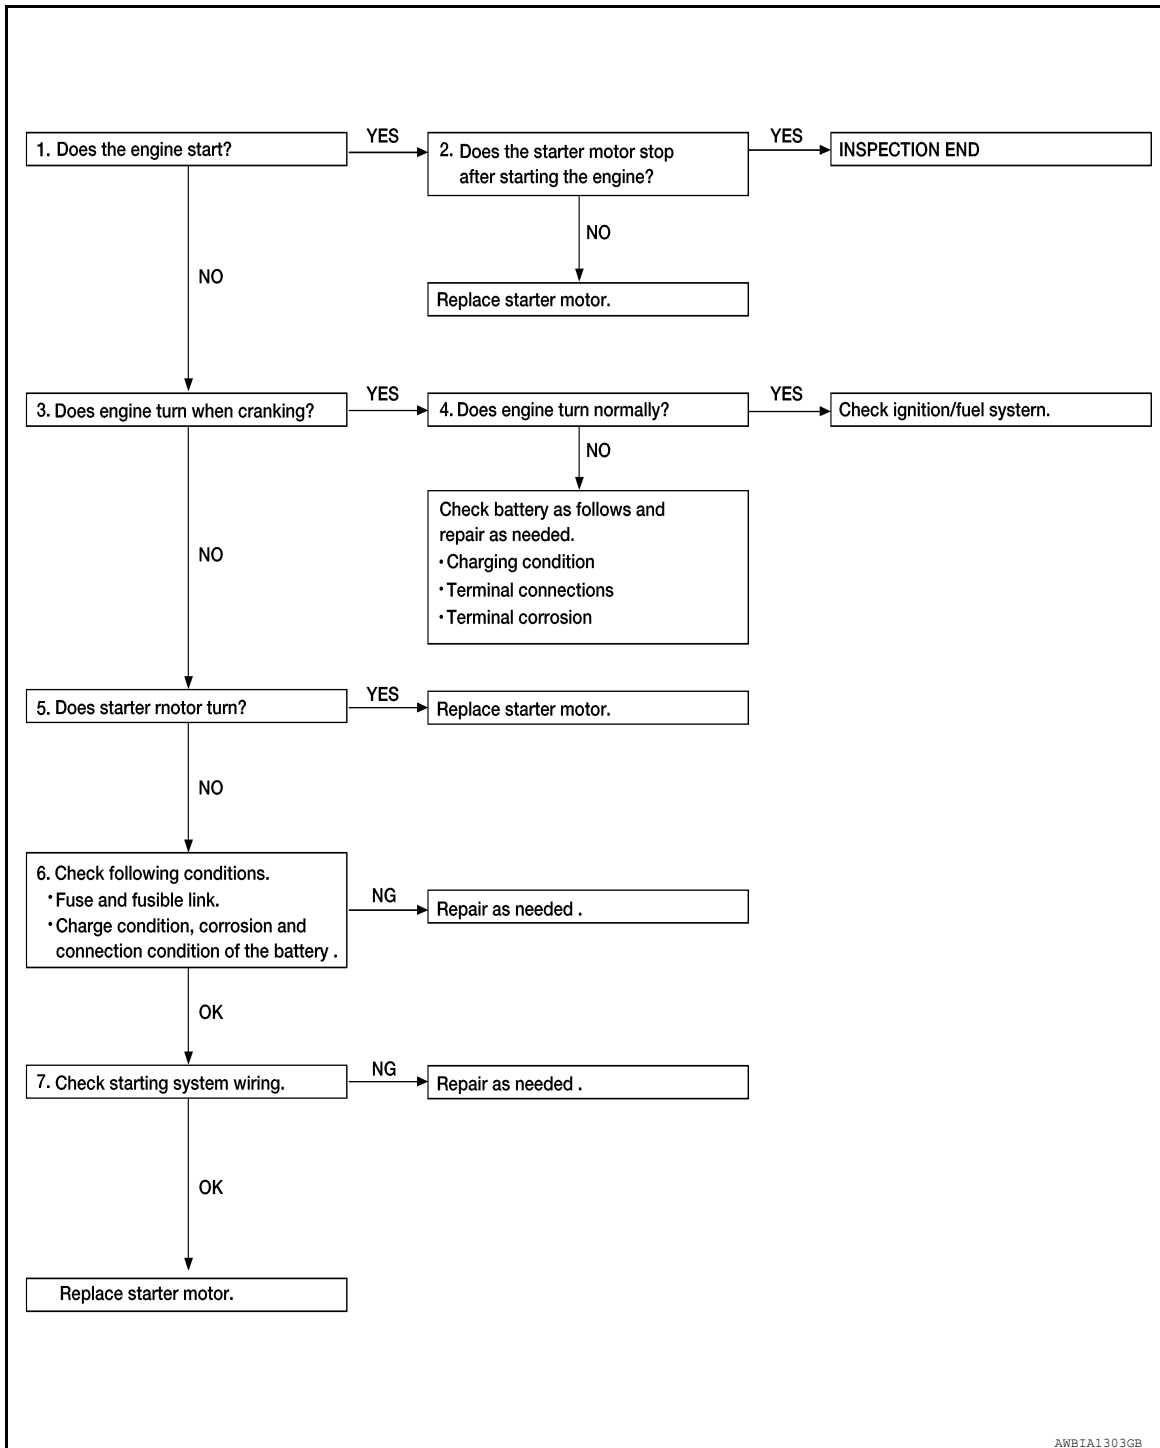 1. Does the engine start?
YES
2. Does the starter motor stop
after starting the engine?
YES
INSPECTION END
NO
Replace starter motor.
NO
3. Does engine turn when cranking?
YES
4. Does engine turn normally?
YES
Check ignition/fuel systern.
NO
Check battery as follows and
repair as needed.
• Charging condition
• Terminal connections
• Terminal corrosion
NO
5. Does starter rnotor turn?
YES
Replace starter motor.
NO
6. Check following conditions.
• Fuse and fusible link.
• Charge condition, corrosion and
connection condition of the battery .
NG
Repair as needed .
OK
7. Check starting system wiring.
NG
Repair as needed .
OK
Replace starter motor.
AWBIA1303GB